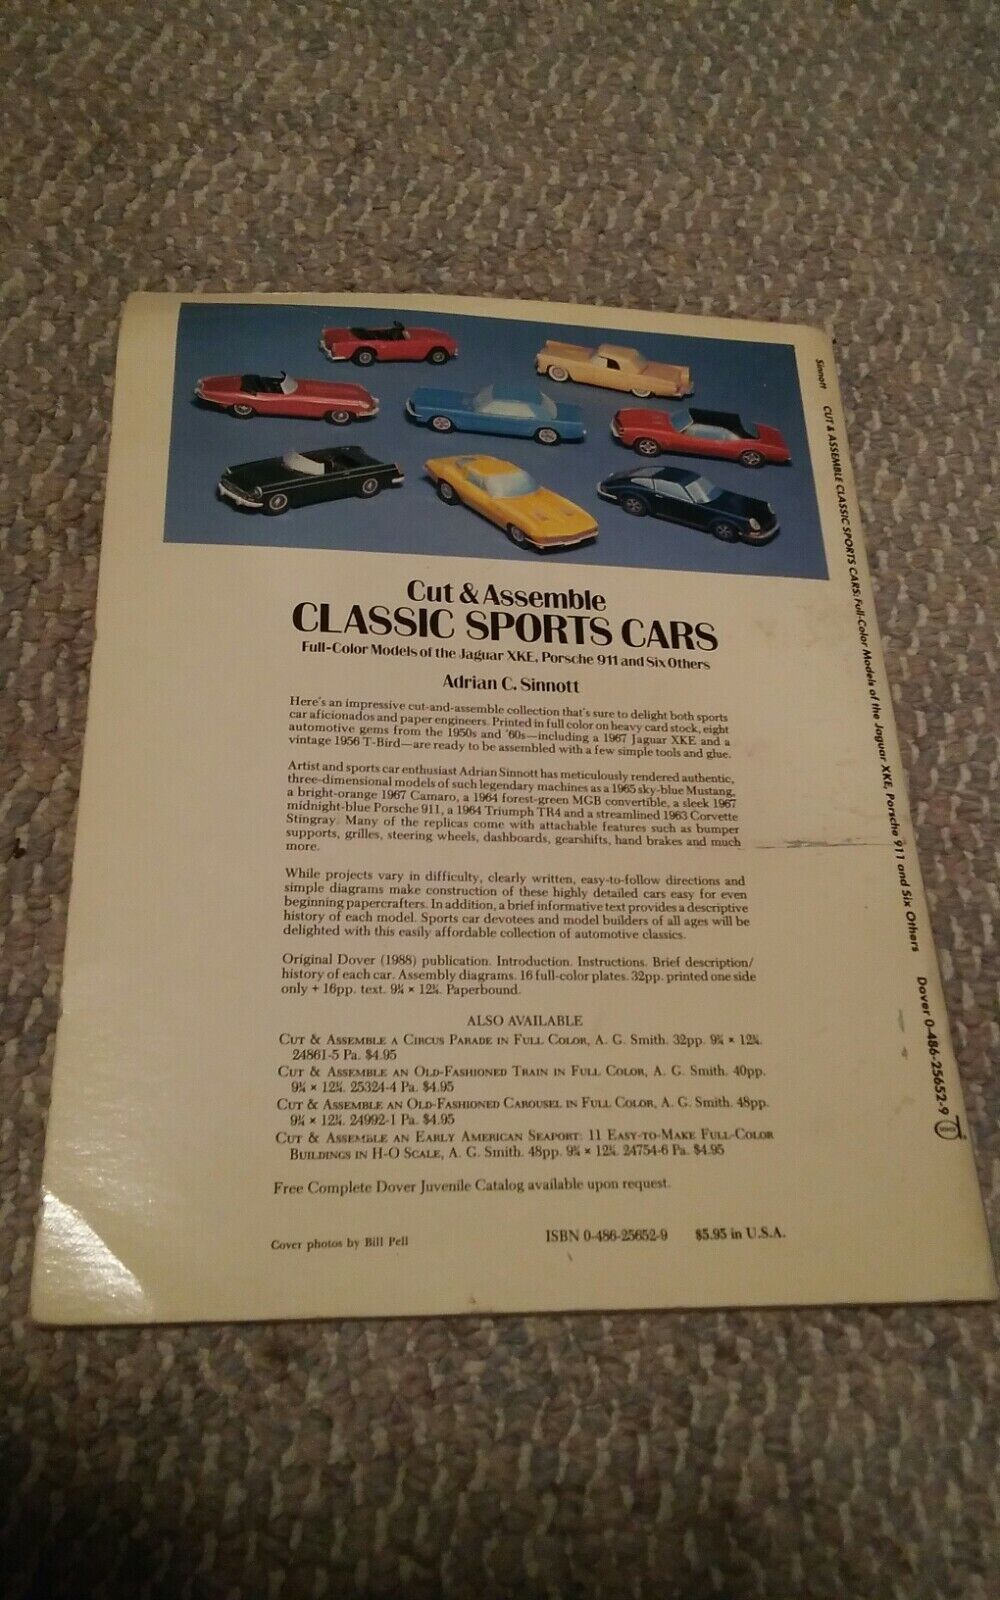 Cut & Assemble
CLASSIC SPORTS CARS
Full-Color Models of the Jaguar XKE, Porsche 911 and Six Others
Adrian C. Sinnott
Here's an impressive cut-and-assemble collection that's sure to delight both sports
car aficionados and paper engineers. Printed in full color on heavy card stock, eight
automotive gems from the 1950s and '60s—including a 1967 Jaguar XKE and a
vintage 1956 T-Bird—are ready to be assembled with a few simple tools and glue.
Artist and sports car enthusiast Adrian Sinnott has meticulously rendered authentic,
three-dimensional models of such legendary machines as a 1965 sky-blue Mustang,
a bright-orange 1967 Camaro, a 1964 forest-green MGB convertible, a sleek 1967
midnight-blue Porsche 911, a 1964 Triumph TR4 and a streamlined 1963 Corvette
Stingray. Many of the replicas come with attachable features such as bumper
supports, grilles, steering wheels, dashboards, gearshifts, hand brakes and much
more.
While projects vary in difficulty, clearly written, easy-to-follow directions and
simple diagrams make construction of these highly detailed cars easy for even
beginning papercrafters. In addition, a brief informative text provides a descriptive
history of each model. Sports car devotees and model builders of all ages will be
delighted with this easily affordable collection of automotive classics.
Original Dover (1988) publication. Introduction. Instructions. Brief description/
history of each car. Assembly diagrams. 16 full-color plates. 32pp. printed one side
only + 16pp. text. 9¼ × 12¼. Paperbound.
ALSO AVAILABLE
CUT & ASSEMBLE A CIRCUS PARADE IN FULL COLOR, A. G. Smith. 32pp. 9¼ × 12¼.
24861-5 Pa. $4.95
CUT & ASSEMBLE AN OLD-FASHIONED TRAIN IN FULL COLOR, A. G. Smith. 40pp.
9¼ × 12¼. 25324-4 Pa. $4.95
CUT & ASSEMBLE AN OLD-FASHIONED CAROUSEL IN FULL COLOR, A. G. Smith. 48pp.
9¼ × 12¼. 24992-1 Pa. $4.95
CUT & ASSEMBLE AN EARLY AMERICAN SEAPORT: 11 EASY-TO-MAKE FULL-COLOR
BUILDINGS IN H-O SCALE, A. G. Smith. 48pp. 9¼ × 12¼. 24754-6 Pa. $4.95
Free Complete Dover Juvenile Catalog available upon request.
Cover photos by Bill Pell ISBN 0-486-25652-9 $5.95 in U.S.A.
Sinnott CUT & ASSEMBLE CLASSIC SPORTS CARS: Full-Color Models of the Jaguar XKE, Porsche 911 and Six Others Dover 0-486-25652-9